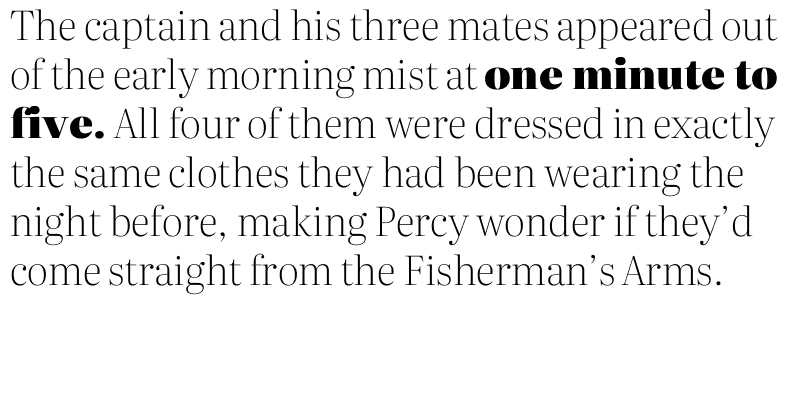 The captain and his three mates appeared out
of the early morning mist at one minute to
five. All four of them were dressed in exactly
the same clothes they had been wearing the
night before, making Percy wonder if they’d
come straight from the Fisherman’s Arms.